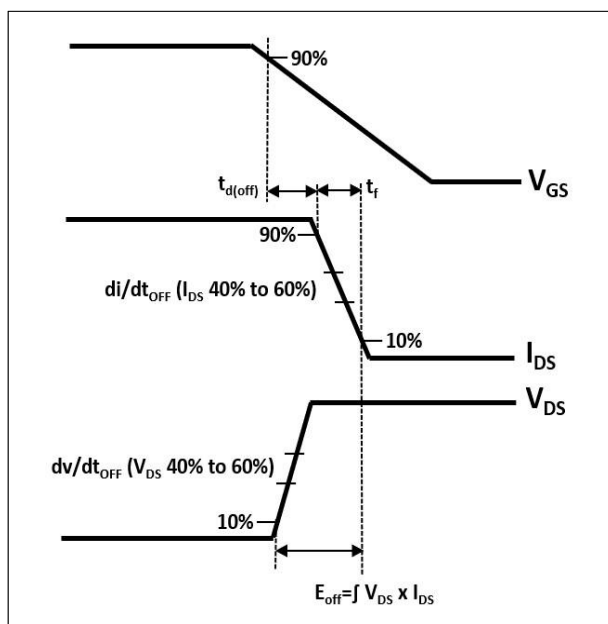 90%
t_d(off)
t_f
V_GS
90%
di/dt_OFF (I_DS 40% to 60%)
10%
I_DS
V_DS
dv/dt_OFF (V_DS 40% to 60%)
10%
E_off=∫ V_DS x I_DS